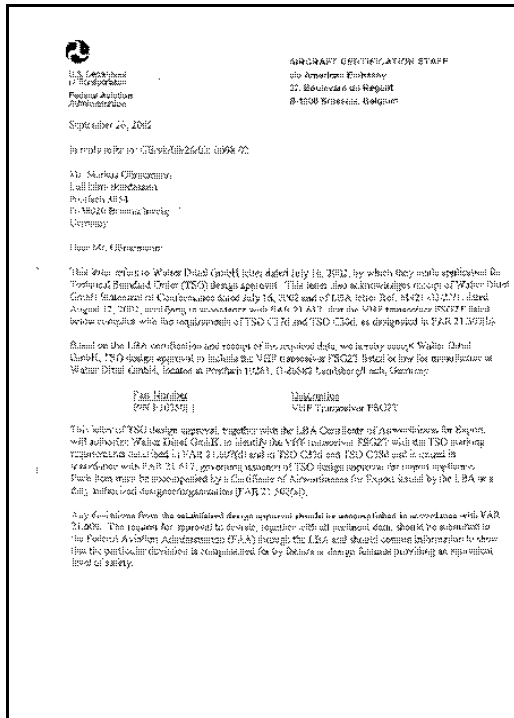 U.S. Department
of Transportation
Federal Aviation
Administration
AIRCRAFT CERTIFICATION STAFF
c/o American Embassy
27, Boulevard du Regent
B-1000 Brussels, Belgium
September 26, 2002
In reply refer to:
Mr. Markus
Luftfahrt-Bundesamt
Postfach 3054
Braunschweig
Germany
Dear Mr.
This letter refers to Walter Dittel GmbH letter dated July 16, 2002, by which they made application for
Technical Standard Order (TSO) design approval. This letter also acknowledges receipt of Walter Dittel
GmbH Statement of Conformance dated July 16, 2002 and of LBA letter Ref. dated
August 12, 2002, certifying in accordance with FAR 21.617, that the VHF transceiver FSG2T listed
below complies with the requirements of TSO C37d and TSO C38d, as designated in FAR
Based on the LBA certification and receipt of the required data, we hereby accept Walter Dittel
GmbH, TSO design approval to include the VHF transceiver FSG2T listed below for manufacture at
Walter Dittel GmbH, located at Postfach Landsberg/Lech, Germany
Part Number Description
VHF Transceiver FSG2T
This letter of TSO design approval, together with the LBA Certificate of Airworthiness for Export,
will authorize Walter Dittel GmbH, to identify the VHF transceiver FSG2T with the TSO marking
requirements described in FAR 21.607(d) and in TSO C37d and TSO C38d and is issued in
accordance with FAR 21.617, governing issuance of TSO design approval for import appliances.
Each item must be accompanied by a Certificate of Airworthiness for Export issued by the LBA or a
duly authorized designee/organization (FAR
Any deviations from the established design approval should be accomplished in accordance with FAR
21.609. The request for approval to deviate, together with all pertinent data, should be submitted to
the Federal Aviation Administration (FAA) through the LBA and should contain information to show
that the particular deviation is compensated for by factors or design features providing an equivalent
level of safety.